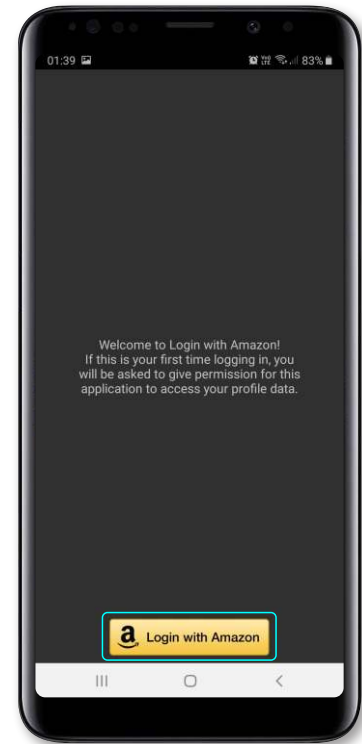 01:39 83%
Welcome to Login with Amazon!
If this is your first time logging in, you
will be asked to give permission for this
application to access your profile data.
a Login with Amazon